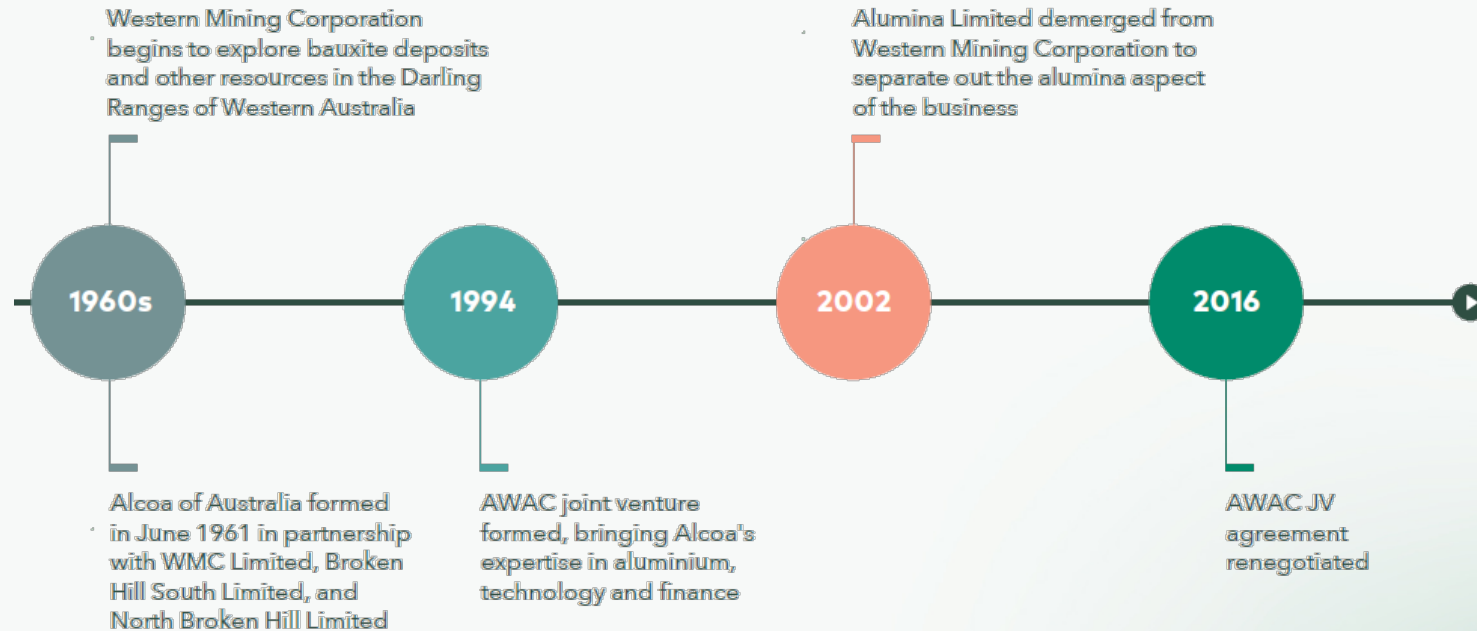 Western Mining Corporation
begins to explore bauxite deposits
and other resources in the Darling
Ranges of Western Australia
Alumina Limited demerged from
Western Mining Corporation to
separate out the alumina aspect
of the business
1960s
1994
2002
2016
Alcoa of Australia formed
in June 1961 in partnership
with WMC Limited, Broken
Hill South Limited, and
North Broken Hill Limited
AWAC joint venture
formed, bringing Alcoa's
expertise in aluminium,
technology and finance
AWAC JV
agreement
renegotiated